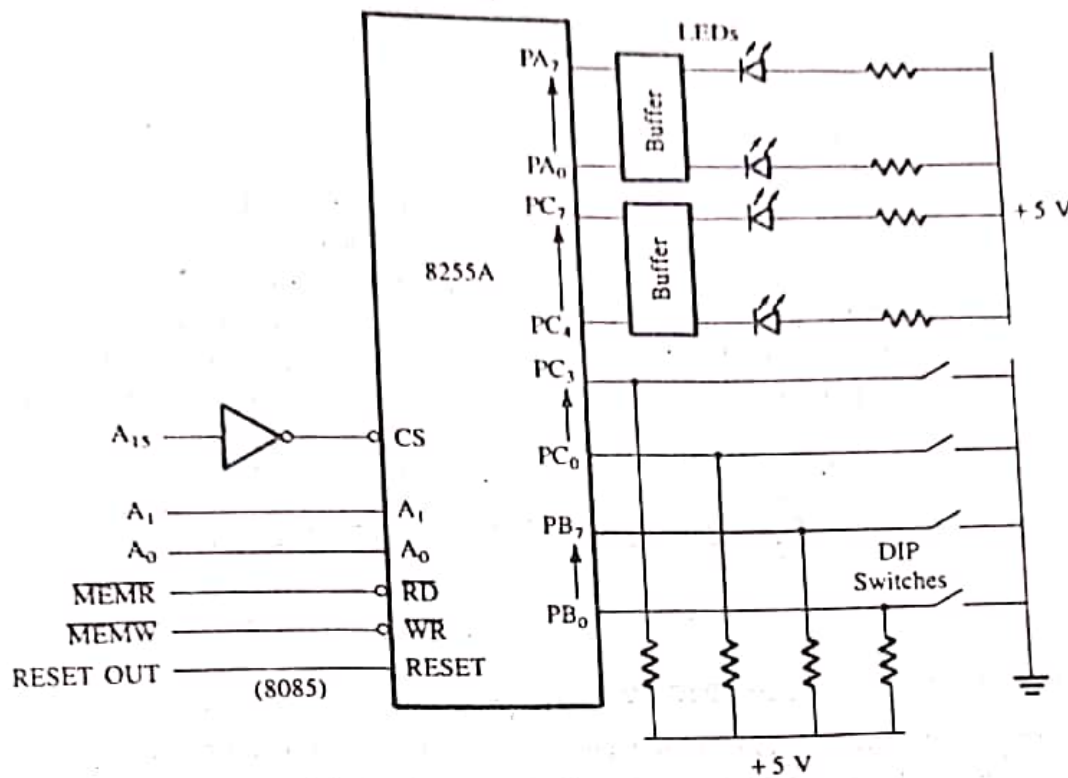 LEDs
PA₇
Buffer
PA₀
PC₇
+ 5 V
8255A
Buffer
PC₄
PC₃
A₁₅
CS
PC₀
A₁
A₁
PB₇
A₀
A₀
DIP
Switches
MEMR
RD
PB₀
MEMW
WR
RESET OUT
RESET
(8085)
+ 5 V